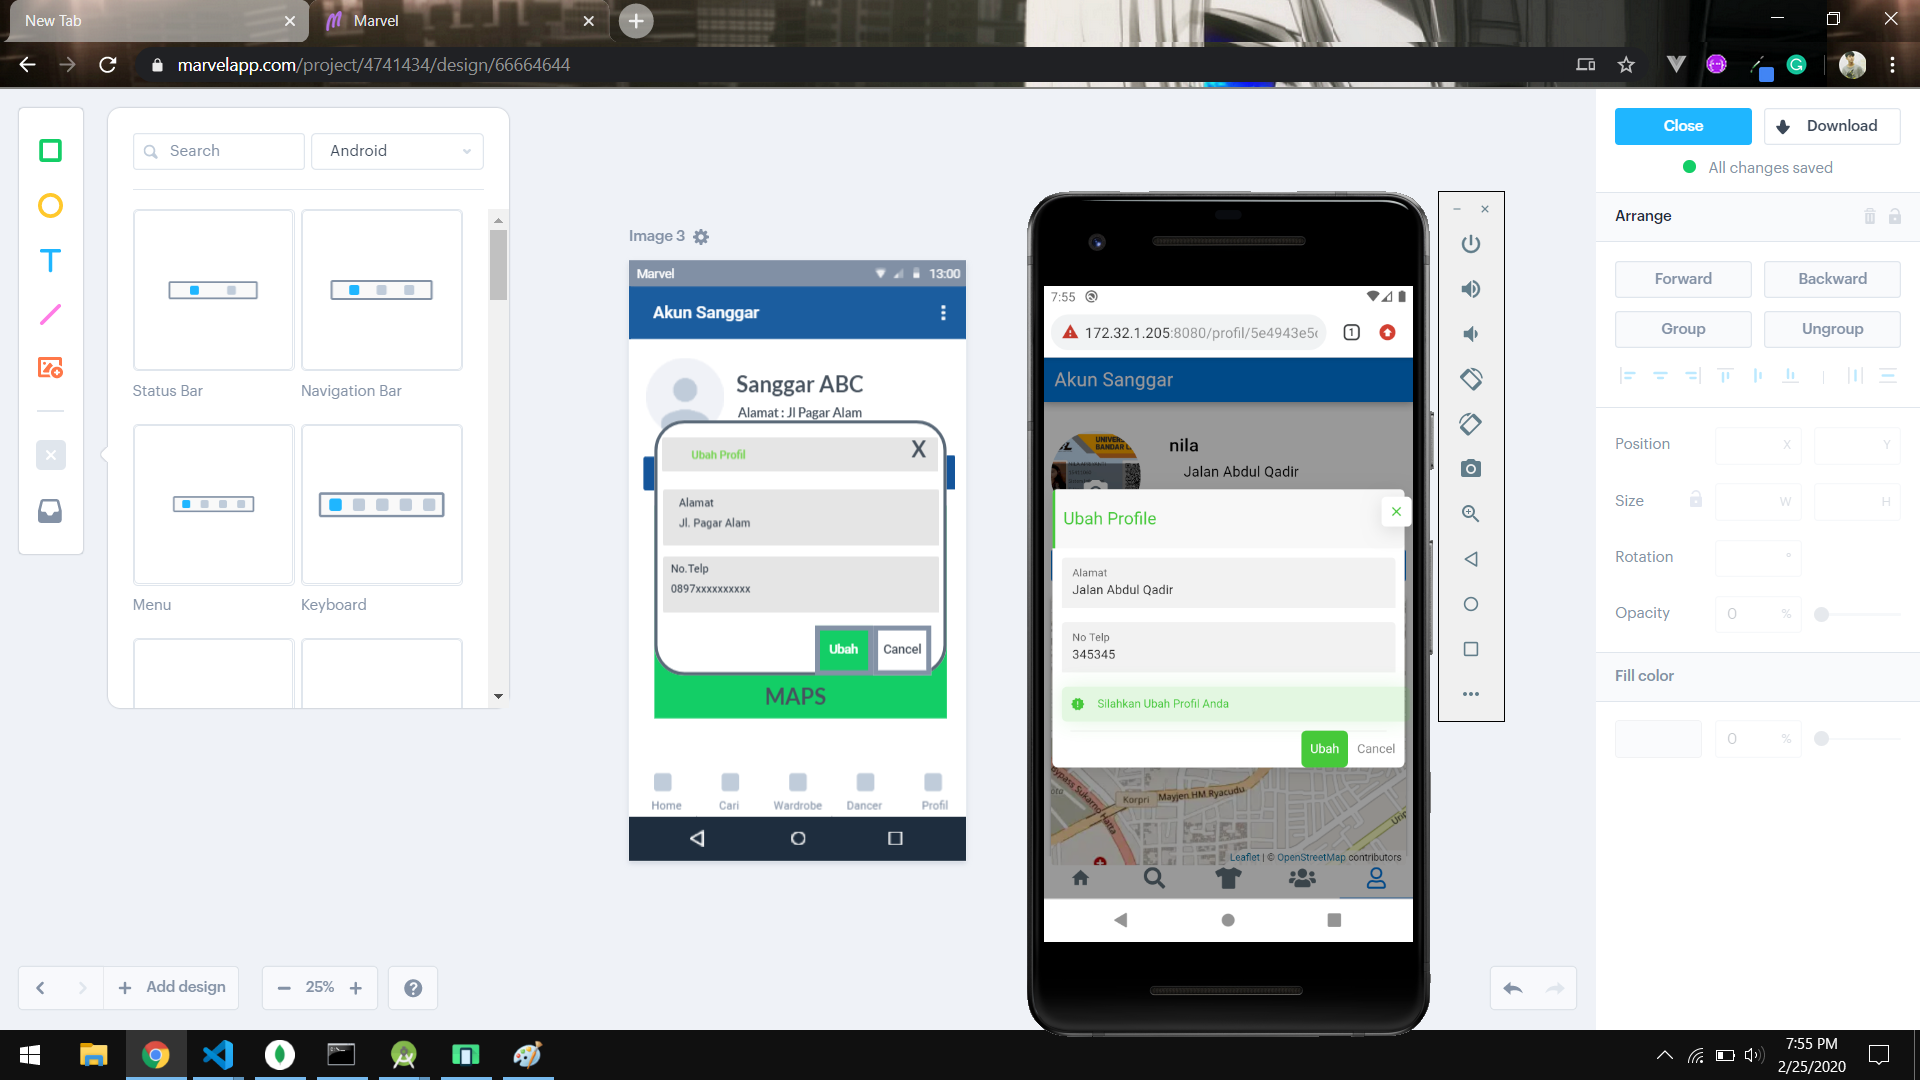 New Tab
Marvel
marvelapp.com/project/4741434/design/66664644
Search
Android
Status Bar
Navigation Bar
Menu
Keyboard
Image 3
Marvel
13:00
Akun Sanggar
Sanggar ABC
Alamat : Jl Pagar Alam
Ubah Profil
X
Alamat
Jl. Pagar Alam
No.Telp
0897xxxxxxxxxx
Ubah
Cancel
MAPS
Home
Cari
Wardrobe
Dancer
Profil
7:55
172.32.1.205:8080/profil/5e4943e5
1
Akun Sanggar
UNIVER
BANDAR L
nila
Jalan Abdul Qadir
Ubah Profile
Alamat
Jalan Abdul Qadir
No Telp
345345
Silahkan Ubah Profil Anda
Ubah
Cancel
Korpri
Mayjen.HM Ryacudu
Bypass Sukarno Hatta
Leaflet | © OpenStreetMap contributors
Close
Download
All changes saved
Arrange
Forward
Backward
Group
Ungroup
Position
X
Y
Size
W
H
Rotation
°
Opacity
0
%
Fill color
0
%
Add design
25%
7:55 PM
2/25/2020